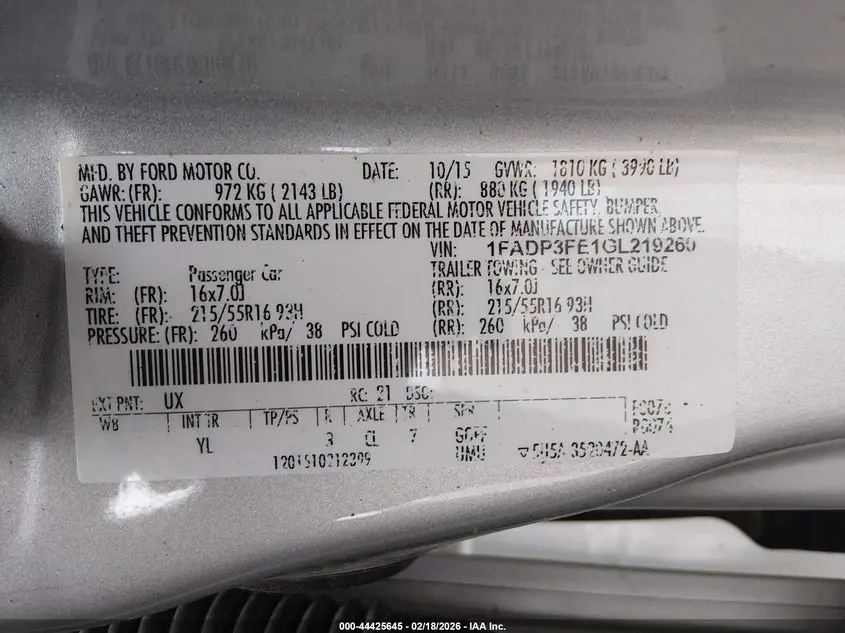 MFD. BY FORD MOTOR CO. DATE: 10/15 GVWR: 1810 KG ( 3990 LB)
GAWR: (FR): 972 KG ( 2143 LB) (RR): 880 KG ( 1940 LB)
THIS VEHICLE CONFORMS TO ALL APPLICABLE FEDERAL MOTOR VEHICLE SAFETY, BUMPER,
AND THEFT PREVENTION STANDARDS IN EFFECT ON THE DATE OF MANUFACTURE SHOWN ABOVE.
VIN: 1FADP3FE1GL219260
TYPE: Passenger Car TRAILER TOWING - SEE OWNER GUIDE
RIM: (FR): 16x7.0J (RR): 16x7.0J
TIRE: (FR): 215/55R16 93H (RR): 215/55R16 93H
PRESSURE: (FR): 260 kPa/ 38 PSI COLD (RR): 260 kPa/ 38 PSI COLD
EXT PNT: UX RC: 21 DSO:
WB INT TR TP/PS R AXLE TR SPR
YL 3 CL 7
UMU 3520472-AA
000-44425645 / 02/18/2026 - IAA Inc.